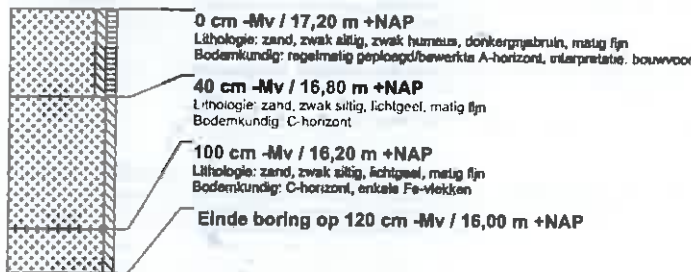 0 cm -Mv / 17,20 m +NAP
Lithologie: zand, zwak siltig, zwak humeus, donkergrijsbruin, matig fijn
Bodemkundig: regelmatig geploegd/bewerkte A-horizont, interpretatie: bouwvoor
40 cm -Mv / 16,80 m +NAP
Lithologie: zand, zwak siltig, lichtgeel, matig fijn
Bodemkundig: C-horizont
100 cm -Mv / 16,20 m +NAP
Lithologie: zand, zwak siltig, lichtgeel, matig fijn
Bodemkundig: C-horizont, enkele Fe-vlekken
Einde boring op 120 cm -Mv / 16,00 m +NAP